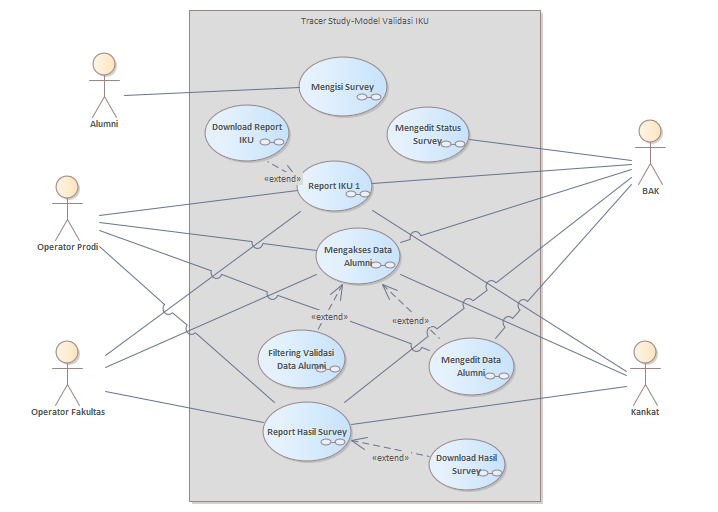 Tracer Study-Model Validasi IKU
Mengisi Survey
Alumni
Download Report
IKU
Mengedit Status
Survey
«extend»
Report IKU 1
BAK
Operator Prodi
Mengakses Data
Alumni
«extend»
«extend»
Filtering Validasi
Data Alumni
Mengedit Data
Alumni
Operator Fakultas
Kankat
Report Hasil Survey
«extend»
Download Hasil
Survey